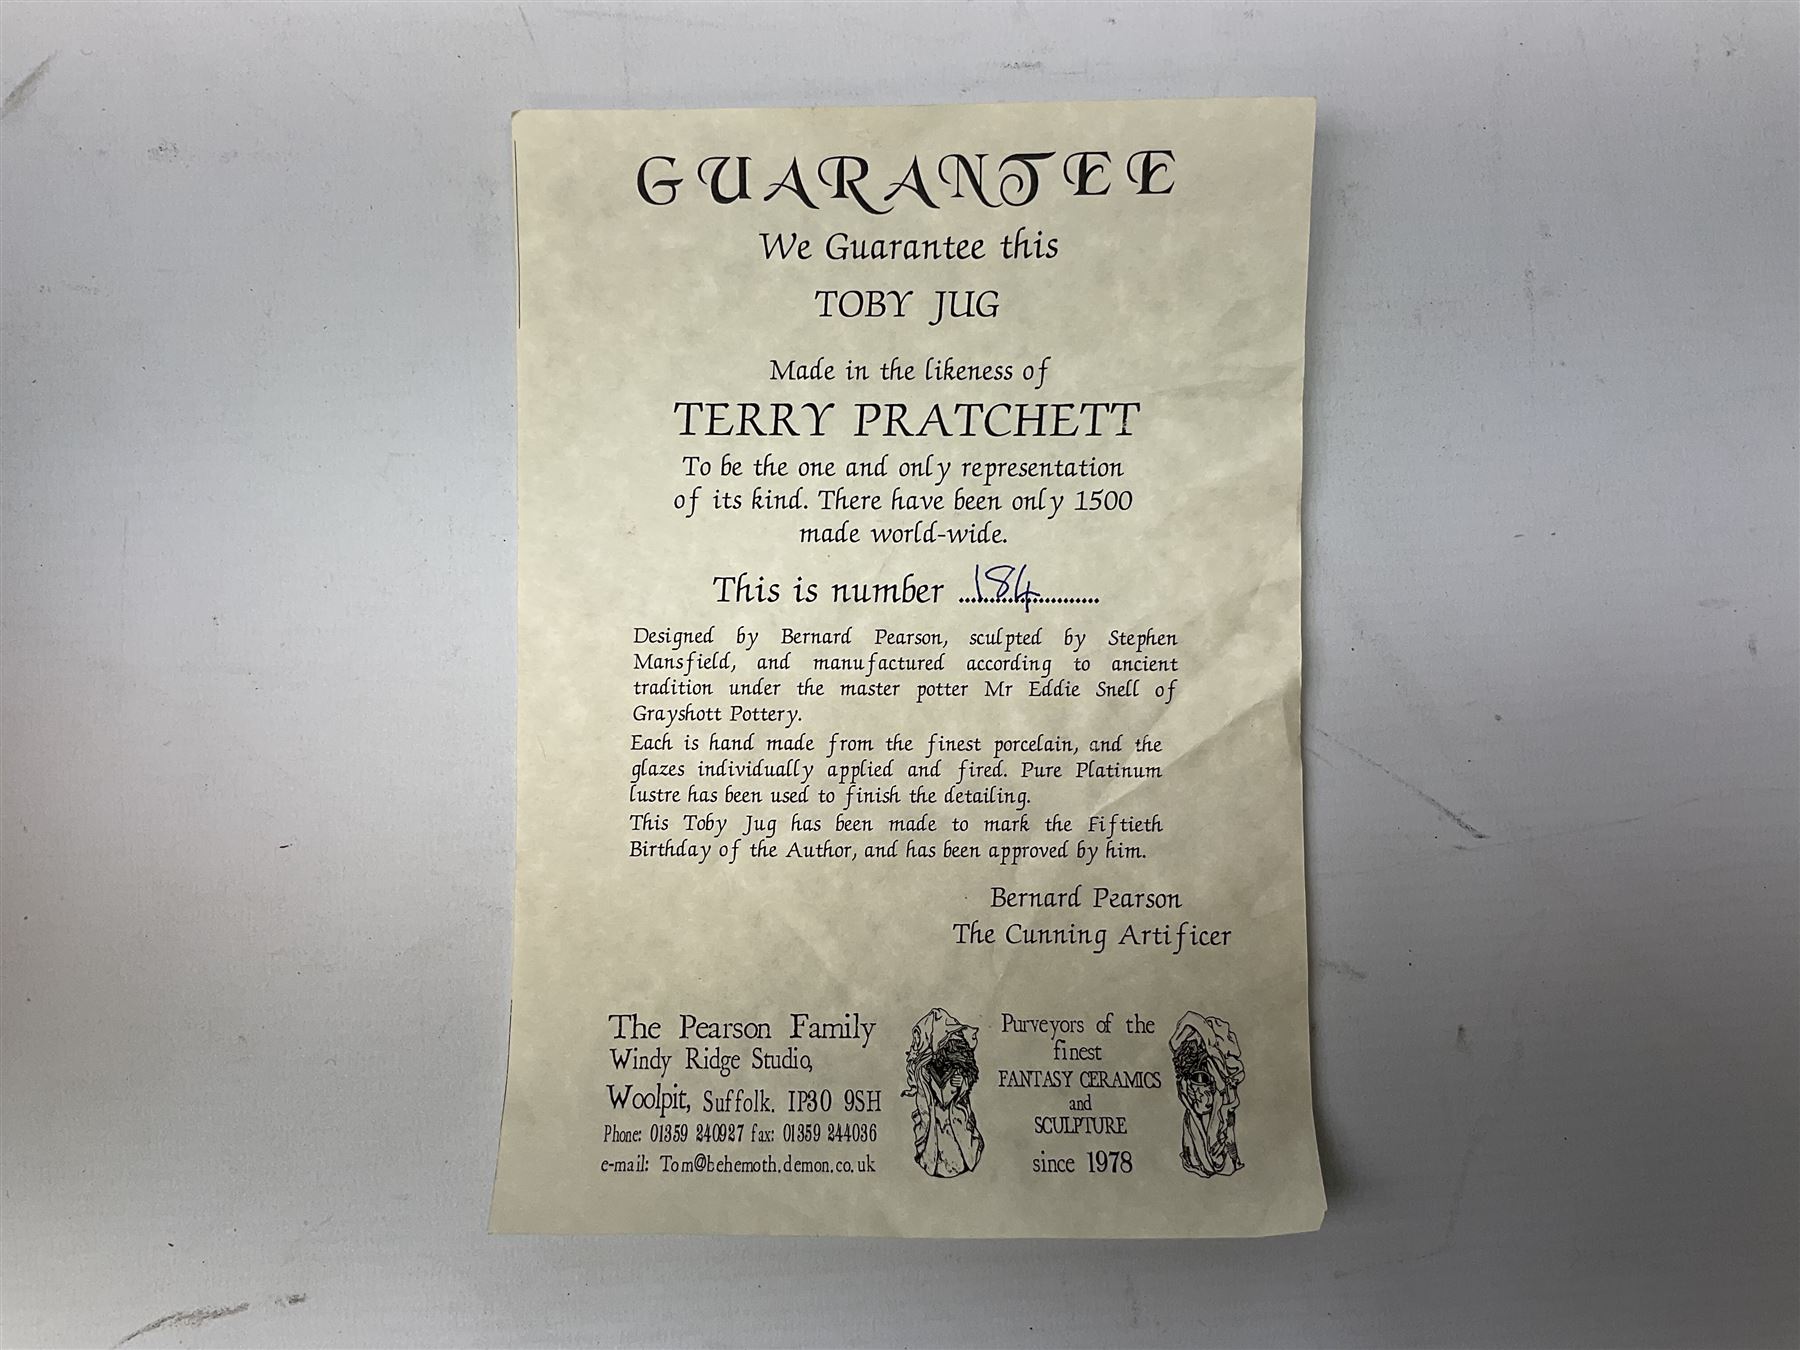 GUARANTEE
We Guarantee this
TOBY JUG
Made in the likeness of
TERRY PRATCHETT
To be the one and only representation
of its kind. There have been only 1500
made world-wide.
This is number ...184...................
Designed by Bernard Pearson, sculpted by Stephen
Mansfield, and manufactured according to ancient
tradition under the master potter Mr Eddie Snell of
Grayshott Pottery.
Each is hand made from the finest porcelain, and the
glazes individually applied and fired. Pure Platinum
lustre has been used to finish the detailing.
This Toby Jug has been made to mark the Fiftieth
Birthday of the Author, and has been approved by him.
Bernard Pearson
The Cunning Artificer
The Pearson Family
Windy Ridge Studio,
Woolpit, Suffolk. IP30 9SH
Phone: 01359 240927 fax: 01359 244036
e-mail: Tom@behemoth.demon.co.uk
Purveyors of the
finest
FANTASY CERAMICS
and
SCULPTURE
since 1978